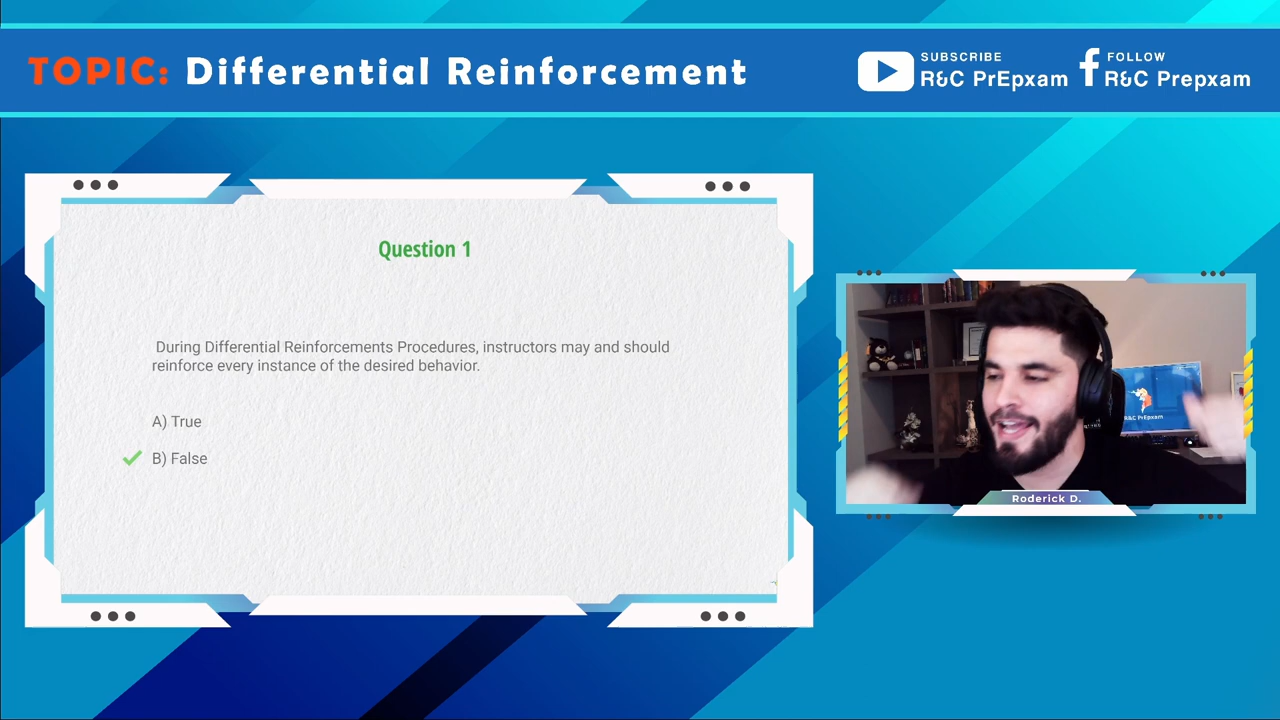 TOPIC: Differential Reinforcement
SUBSCRIBE
R&C PrEpxam
FOLLOW
R&C Prepxam
Question 1
During Differential Reinforcements Procedures, instructors may and should
reinforce every instance of the desired behavior.
A) True
B) False
R&C PrEpxam
Roderick D.